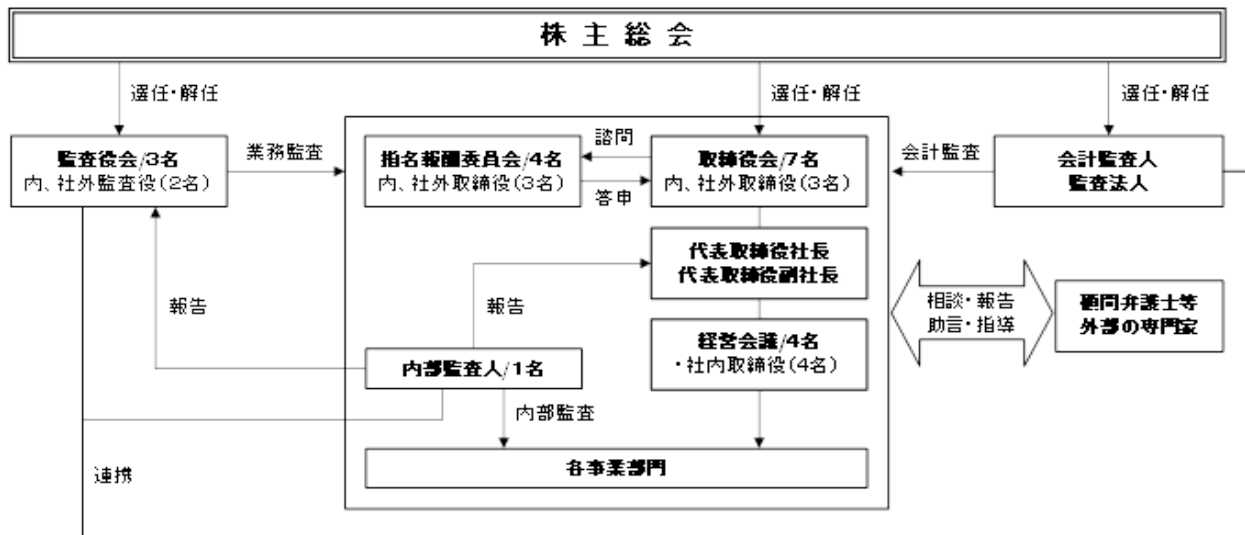 株主総会
選任・解任
選任・解任
選任・解任
監査役会/3名
内、社外監査役(2名)
業務監査
指名報酬委員会/4名
内、社外取締役(3名)
諮問
答申
取締役会/7名
内、社外取締役(3名)
会計監査
会計監査人
監査法人
代表取締役社長
代表取締役副社長
報告
報告
相談・報告
助言・指導
顧問弁護士等
外部の専門家
経営会議/4名
・社内取締役(4名)
内部監査人/1名
内部監査
各事業部門
連携